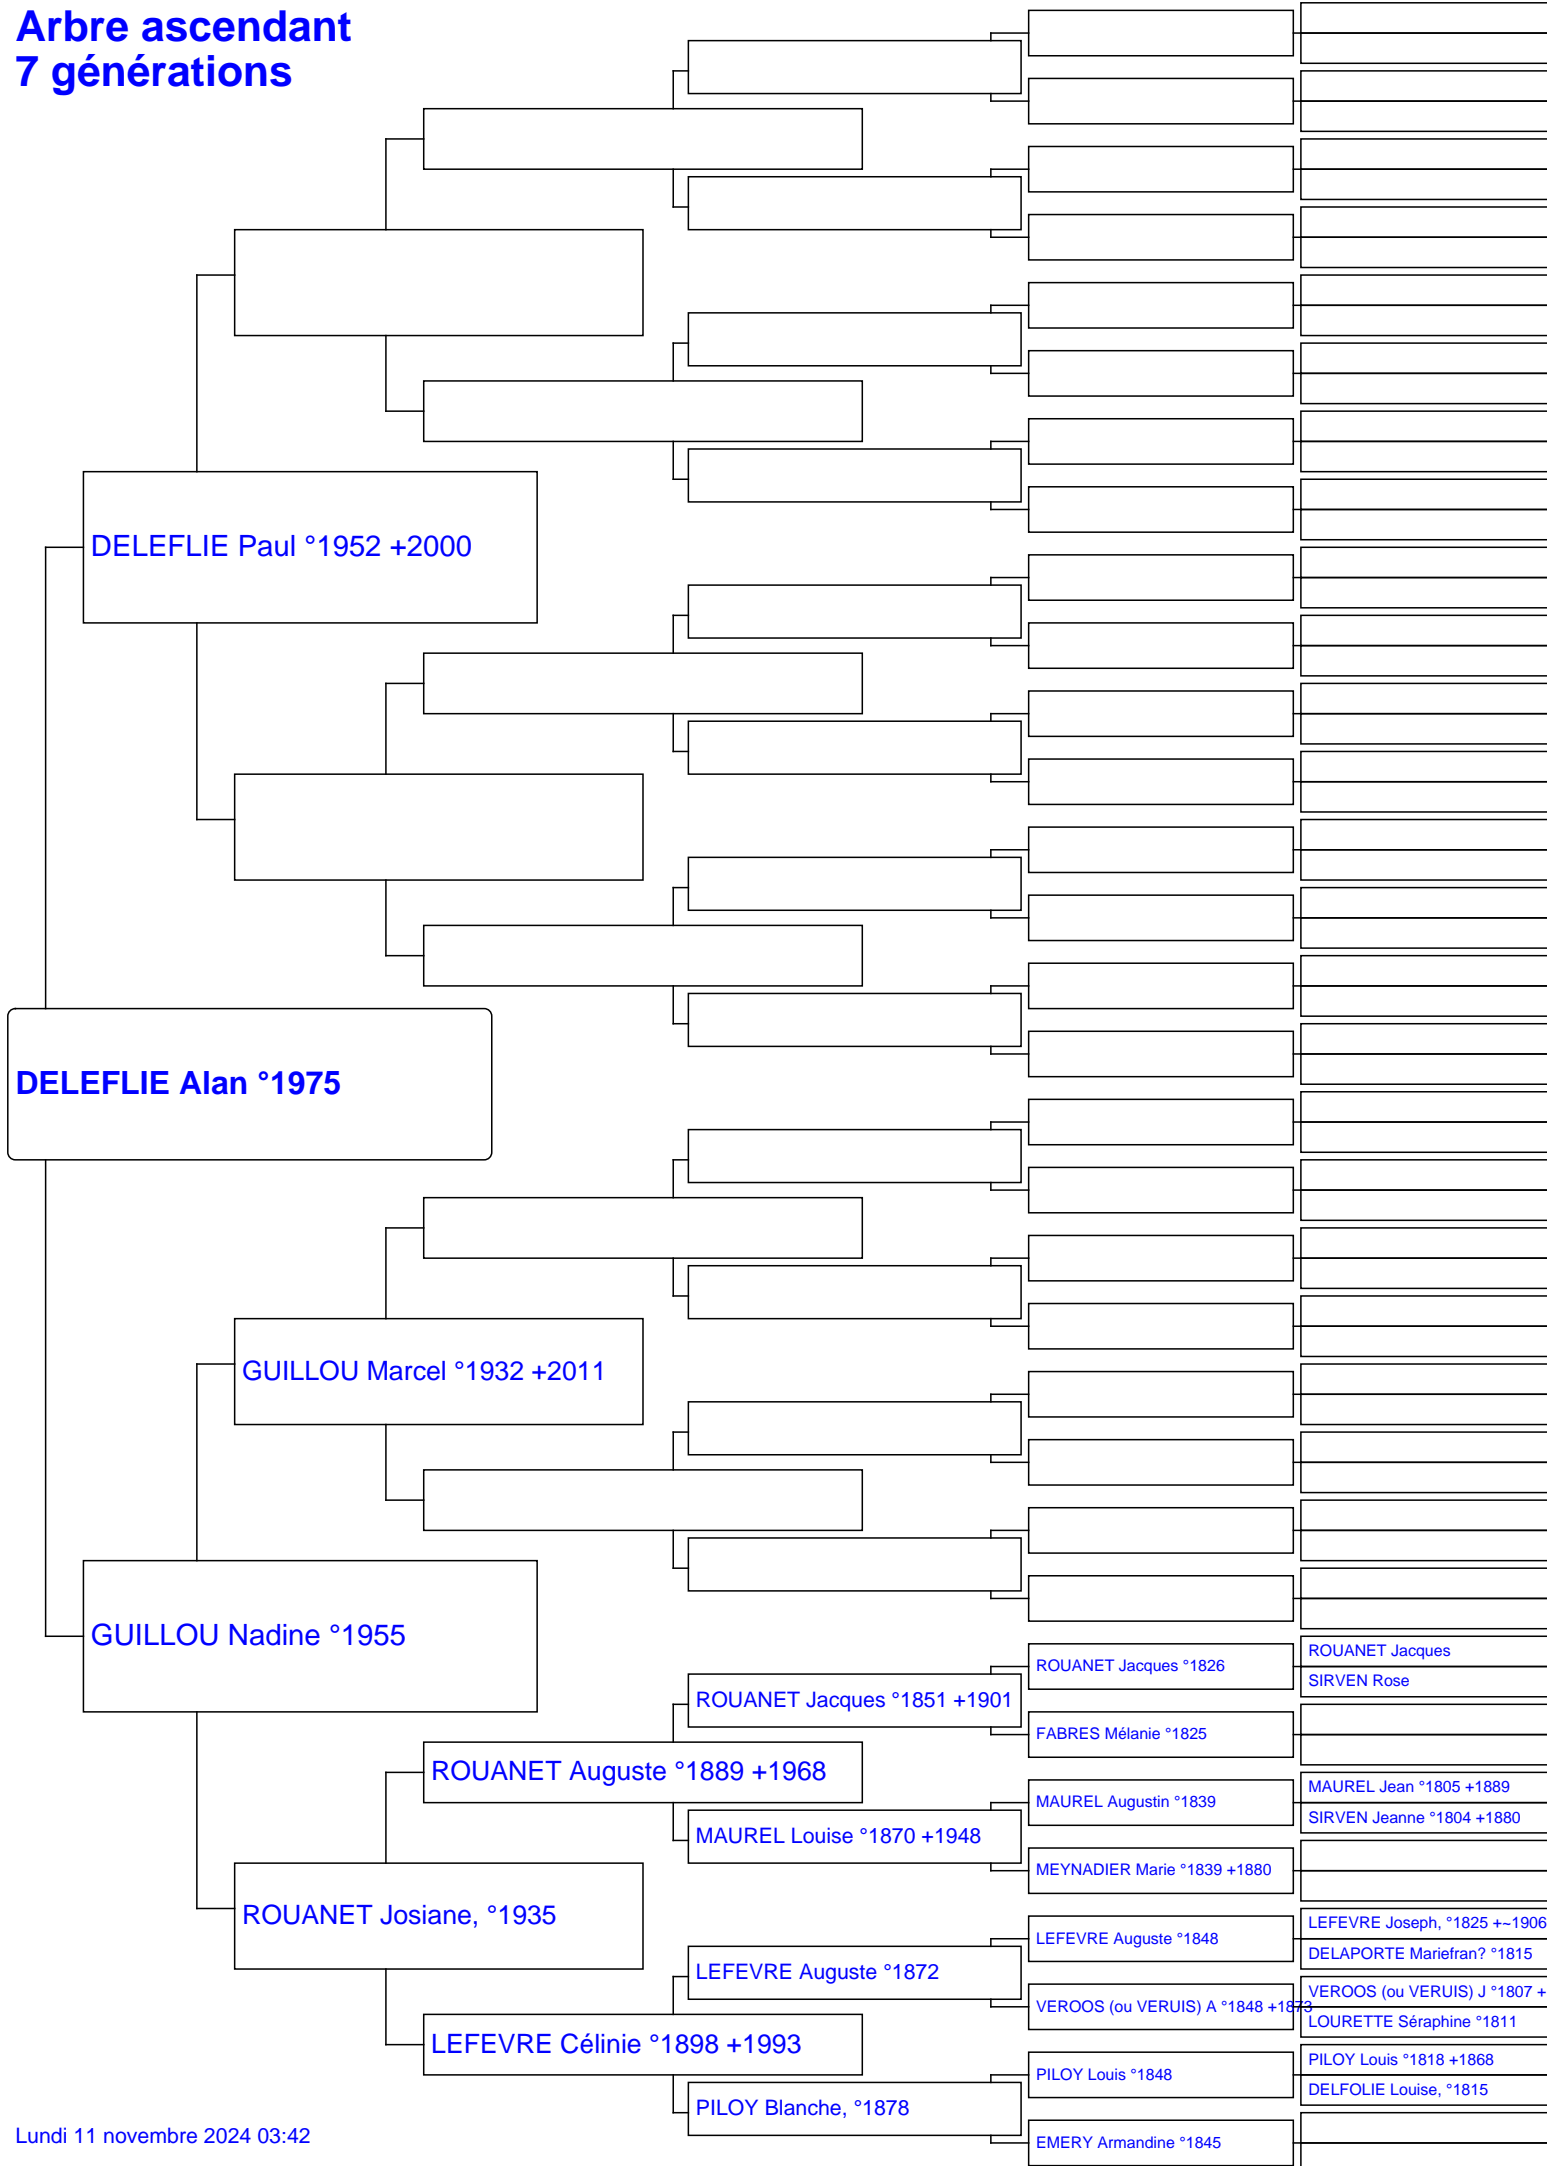 Arbre ascendant
7 générations
DELEFLIE Paul °1952 +2000
DELEFLIE Alan °1975
GUILLOU Marcel °1932 +2011
GUILLOU Nadine °1955
ROUANET Jacques °1826
ROUANET Jacques
SIRVEN Rose
ROUANET Jacques °1851 +1901
FABRES Mélanie °1825
ROUANET Auguste °1889 +1968
MAUREL Augustin °1839
MAUREL Jean °1805 +1889
SIRVEN Jeanne °1804 +1880
MAUREL Louise °1870 +1948
MEYNADIER Marie °1839 +1880
ROUANET Josiane, °1935
LEFEVRE Auguste °1848
LEFEVRE Joseph, °1825 +~1906
DELAPORTE Mariefran? °1815
LEFEVRE Auguste °1872
VEROOS (ou VERUIS) A °1848 +1873
VEROOS (ou VERUIS) J °1807 +
LOURETTE Séraphine °1811
LEFEVRE Célinie °1898 +1993
PILOY Louis °1848
PILOY Louis °1818 +1868
DELFOLIE Louise, °1815
PILOY Blanche, °1878
EMERY Armandine °1845
Lundi 11 novembre 2024 03:42